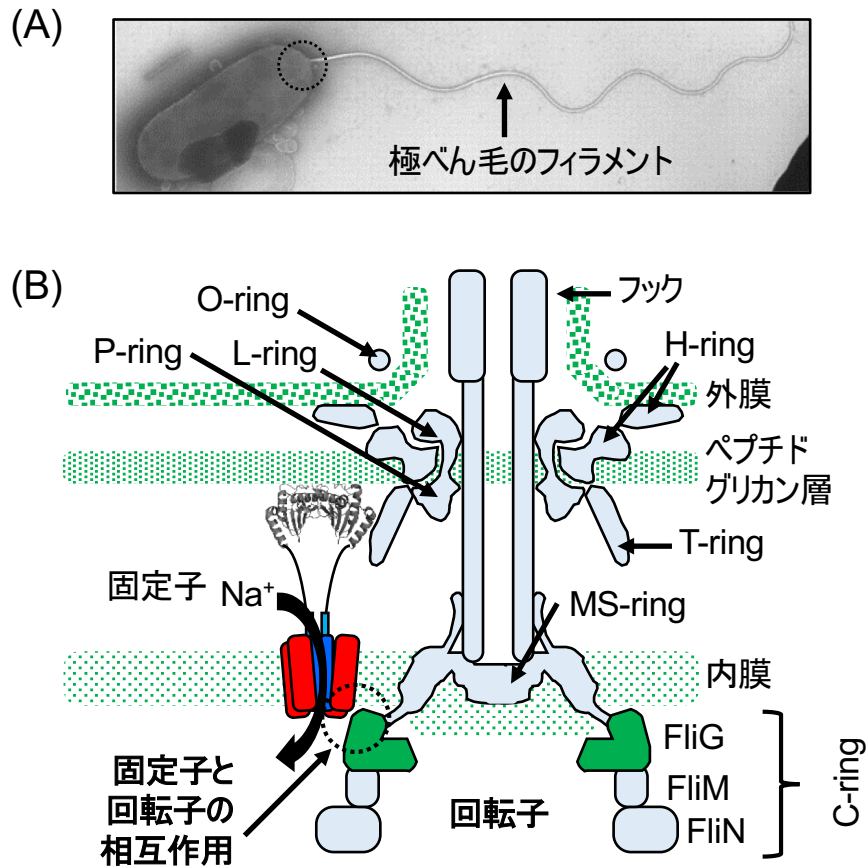 (A)
極べん毛のフィラメント
(B)
フック
O-ring
P-ring
L-ring
H-ring
外膜
ペプチド
グリカン層
T-ring
固定子
Na⁺
MS-ring
内膜
固定子と
回転子の
相互作用
回転子
FliG
FliM
FliN
C-ring